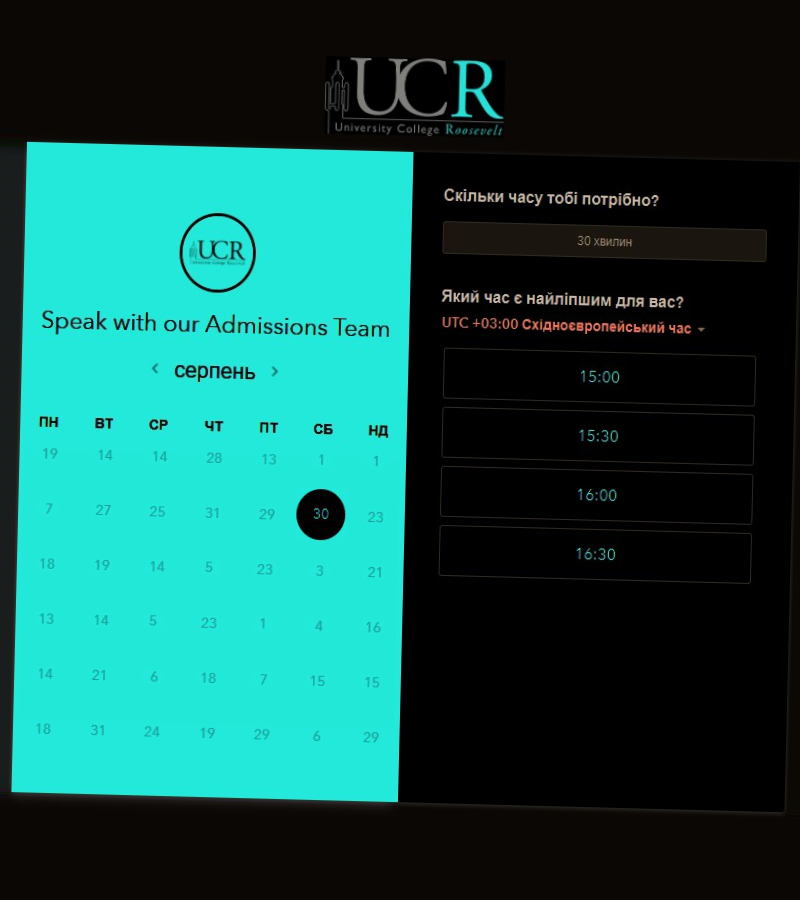 UCR
University College Roosevelt
UCR
University College Roosevelt
Speak with our Admissions Team
серпень
ПН ВТ СР ЧТ ПТ СБ НД
19 14 14 28 13 1 1
7 27 25 31 29 30 23
18 19 14 5 23 3 21
13 14 5 23 1 4 16
14 21 6 18 7 15 15
18 31 24 19 29 6 29
Скільки часу тобі потрібно?
30 хвилин
Який час є найліпшим для вас?
UTC +03:00 Східноєвропейський час
15:00
15:30
16:00
16:30